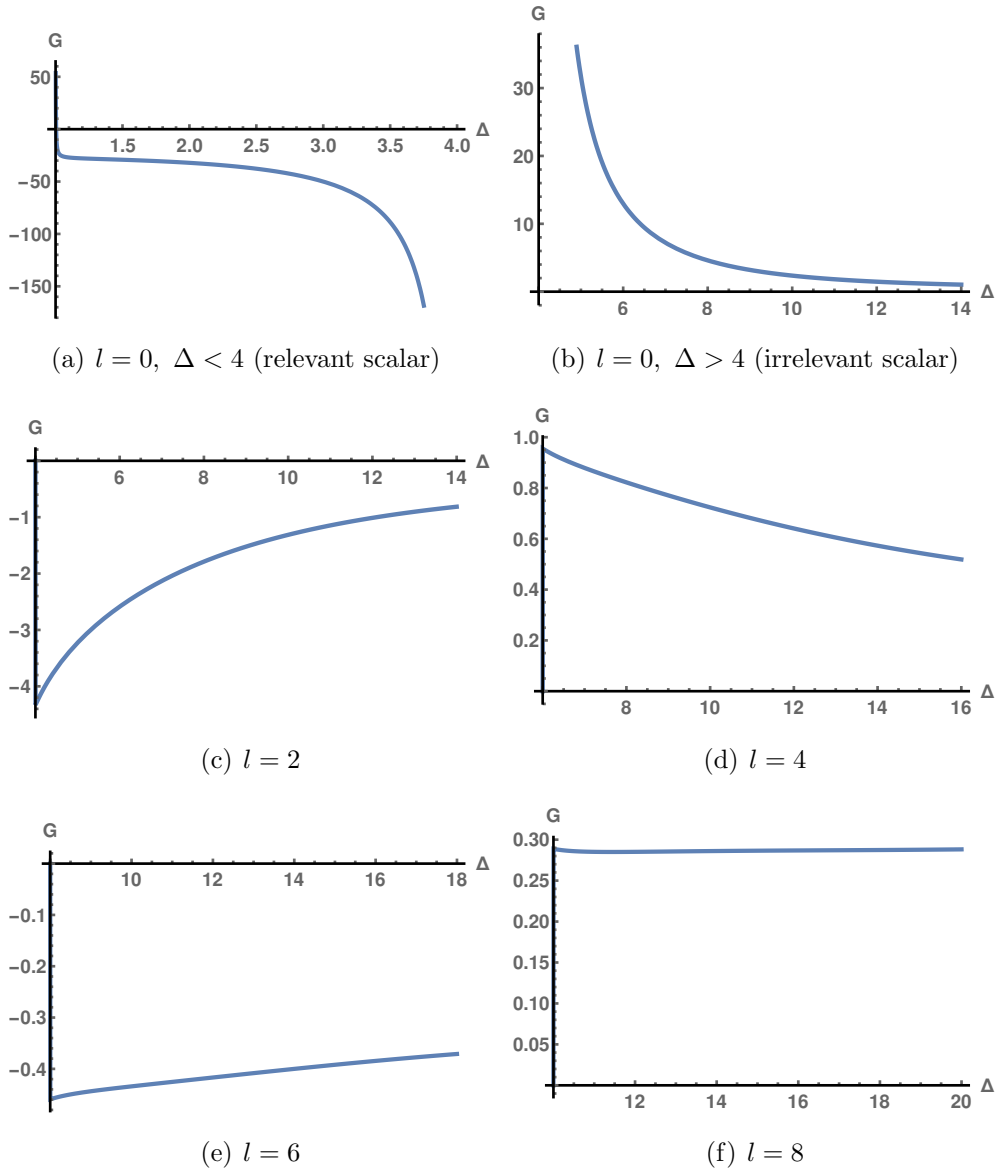 G
50
Δ
1.5 2.0 2.5 3.0 3.5 4.0
−50
−100
−150
(a) l = 0, Δ < 4 (relevant scalar)
G
30
20
10
Δ
6 8 10 12 14
(b) l = 0, Δ > 4 (irrelevant scalar)
G
Δ
6 8 10 12 14
−1
−2
−3
−4
(c) l = 2
G
1.0
0.8
0.6
0.4
0.2
Δ
8 10 12 14 16
(d) l = 4
G
Δ
10 12 14 16 18
−0.1
−0.2
−0.3
−0.4
(e) l = 6
G
0.30
0.25
0.20
0.15
0.10
0.05
Δ
12 14 16 18 20
(f) l = 8